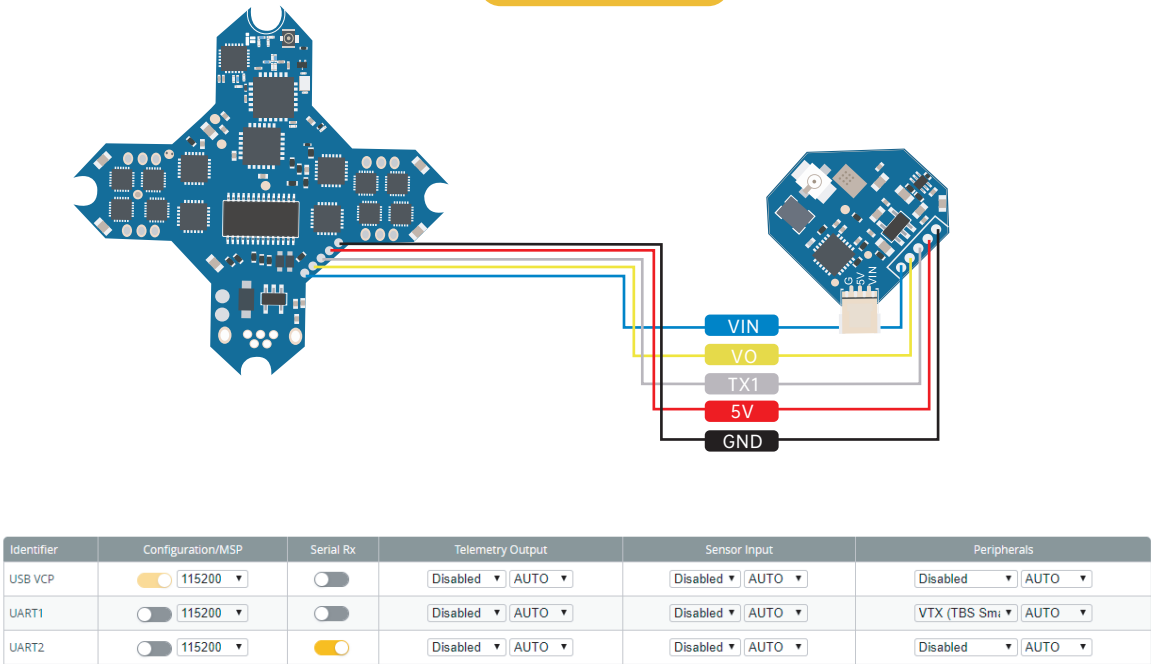 G
5V
VIN
VIN
VO
TX1
5V
GND
Identifier Configuration/MSP Serial Rx Telemetry Output Sensor Input Peripherals
USB VCP 115200 Disabled AUTO Disabled AUTO Disabled AUTO
UART1 115200 Disabled AUTO Disabled AUTO VTX (TBS Sma AUTO
UART2 115200 Disabled AUTO Disabled AUTO Disabled AUTO